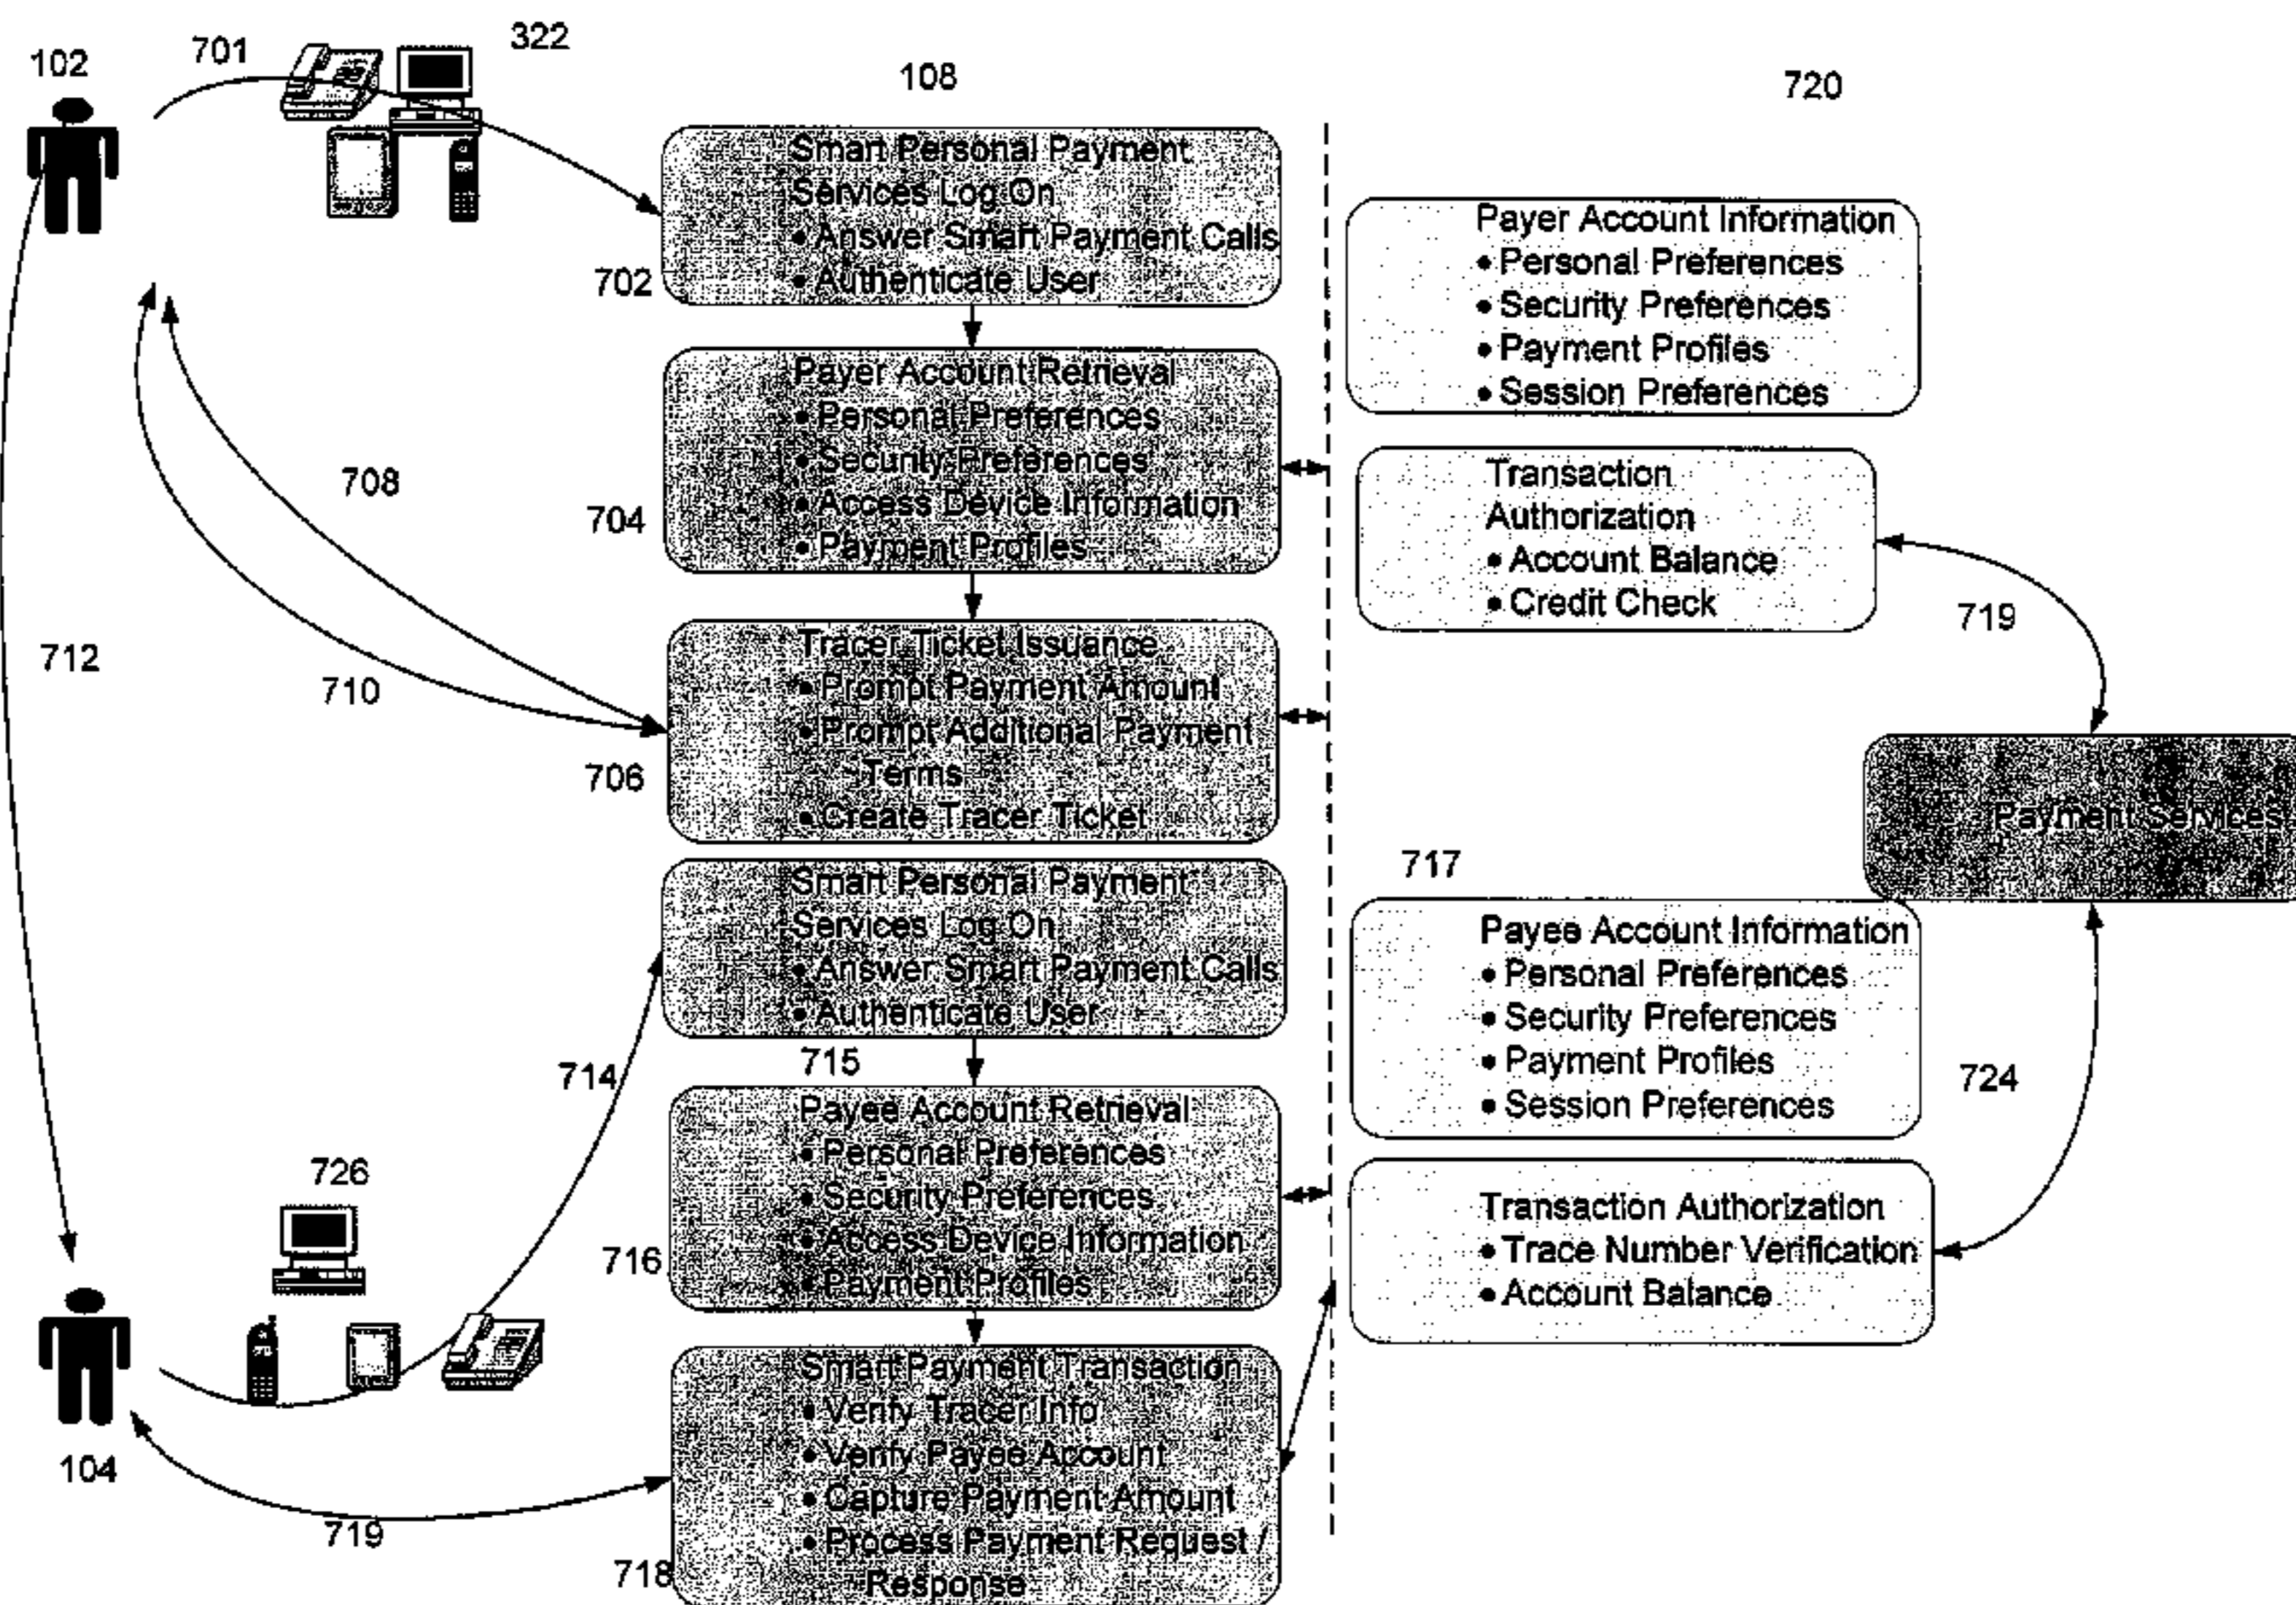 102
701
322
108
720
Smart Personal Payment
Services Log On
• Answer Smart Payment Calls
• Authenticate User
702
Payer Account Information
• Personal Preferences
• Security Preferences
• Payment Profiles
• Session Preferences
Payer Account Retrieval
• Personal Preferences
• Security Preferences
• Access Device Information
• Payment Profiles
704
708
Transaction
Authorization
• Account Balance
• Credit Check
719
712
710
Tracer Ticket Issuance
• Prompt Payment Amount
• Prompt Additional Payment
Terms
• Create Tracer Ticket
706
Payment Services
717
Smart Personal Payment
Services Log On
• Answer Smart Payment Calls
• Authenticate User
714
715
Payee Account Information
• Personal Preferences
• Security Preferences
• Payment Profiles
• Session Preferences
724
726
Payee Account Retrieval
• Personal Preferences
• Security Preferences
• Access Device Information
• Payment Profiles
716
Transaction Authorization
• Trace Number Verification
• Account Balance
104
719
Smart Payment Transaction
• Verify Tracer Info
• Verify Payee Account
• Capture Payment Amount
• Process Payment Request /
Response
718